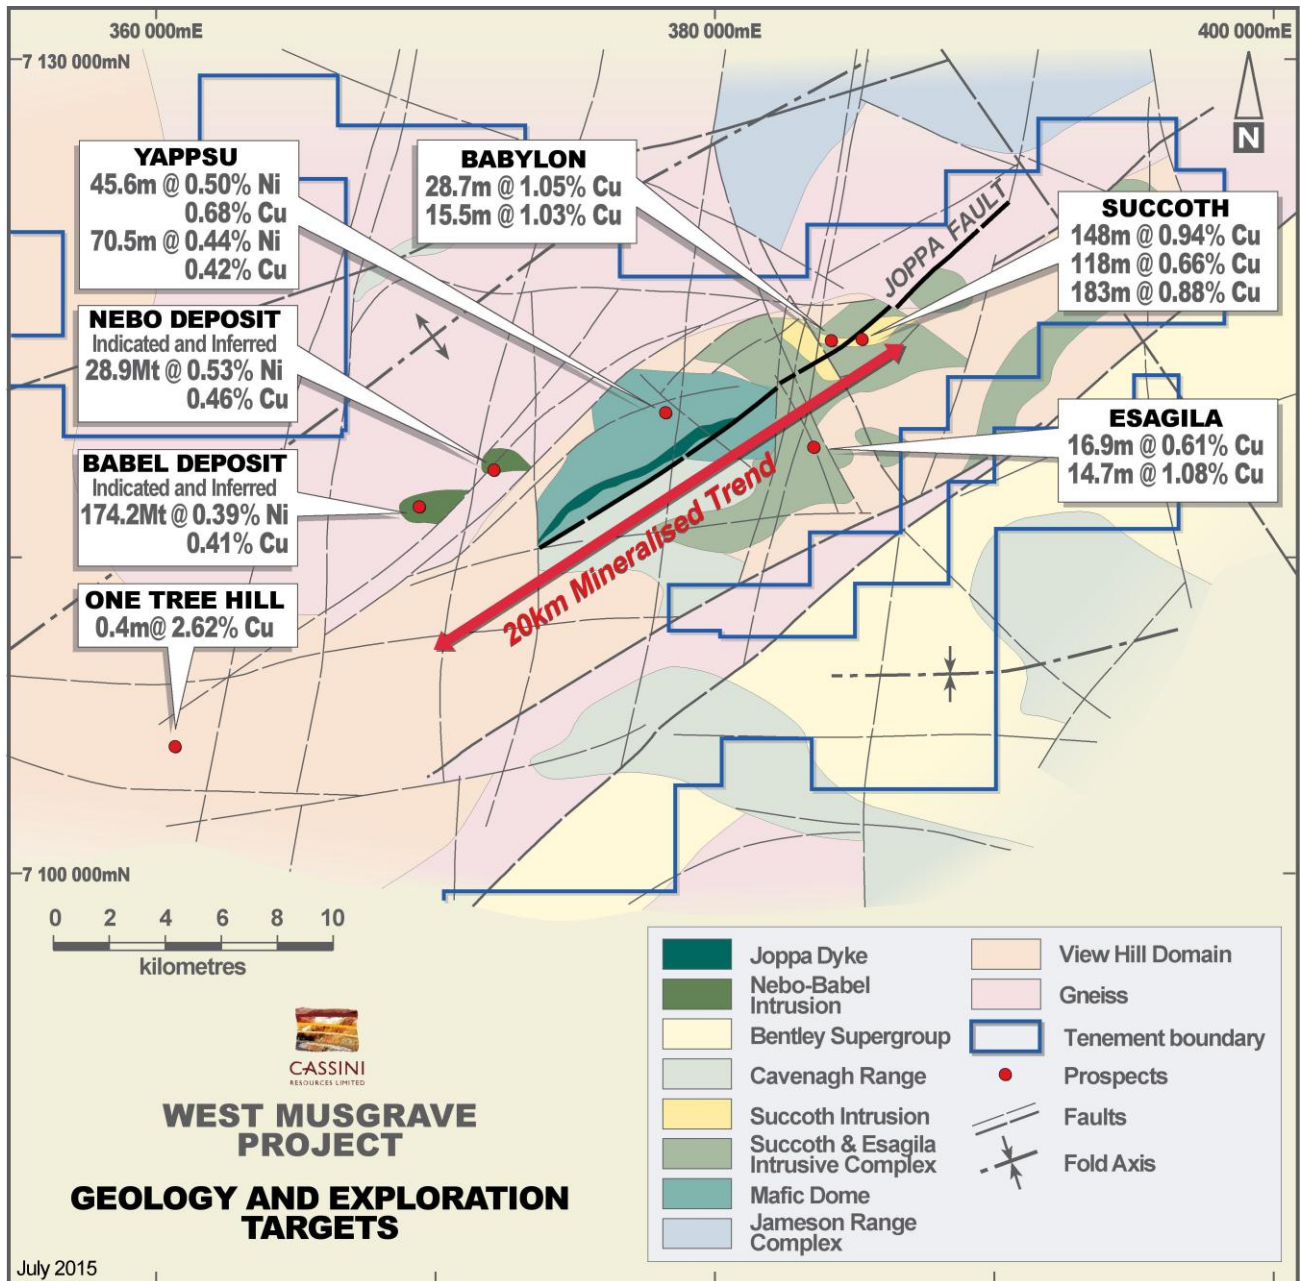 360 000mE
380 000mE
400 000mE
7 130 000mN
N
YAPPSU
45.6m @ 0.50% Ni
0.68% Cu
70.5m @ 0.44% Ni
0.42% Cu
BABYLON
28.7m @ 1.05% Cu
15.5m @ 1.03% Cu
JOPPA FAULT
SUCCOTH
148m @ 0.94% Cu
118m @ 0.66% Cu
183m @ 0.88% Cu
NEBO DEPOSIT
Indicated and Inferred
28.9Mt @ 0.53% Ni
0.46% Cu
ESAGILA
16.9m @ 0.61% Cu
14.7m @ 1.08% Cu
BABEL DEPOSIT
Indicated and Inferred
174.2Mt @ 0.39% Ni
0.41% Cu
20km Mineralised Trend
ONE TREE HILL
0.4m@ 2.62% Cu
7 100 000mN
0 2 4 6 8 10
kilometres
CASSINI
RESOURCES LIMITED
WEST MUSGRAVE
PROJECT
GEOLOGY AND EXPLORATION
TARGETS
July 2015
Joppa Dyke
Nebo-Babel
Intrusion
Bentley Supergroup
Cavenagh Range
Succoth Intrusion
Succoth & Esagila
Intrusive Complex
Mafic Dome
Jameson Range
Complex
View Hill Domain
Gneiss
Tenement boundary
Prospects
Faults
Fold Axis